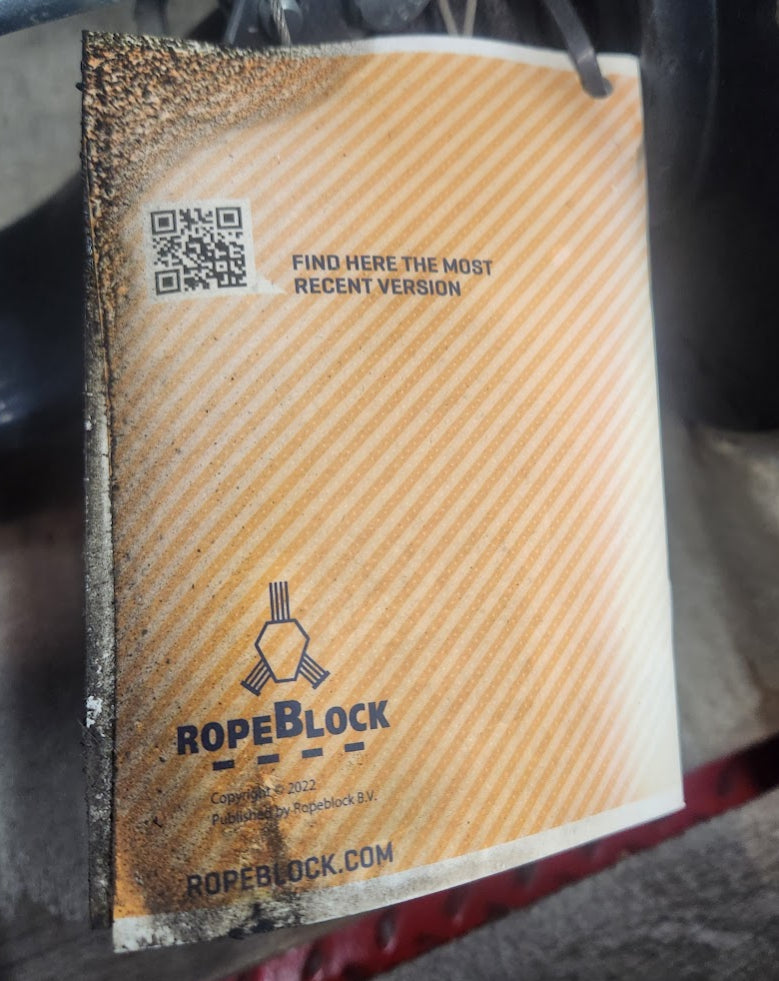 FIND HERE THE MOST
RECENT VERSION
ROPEBLOCK
Copyright © 2022
Published by Ropeblock B.V.
ROPEBLOCK.COM